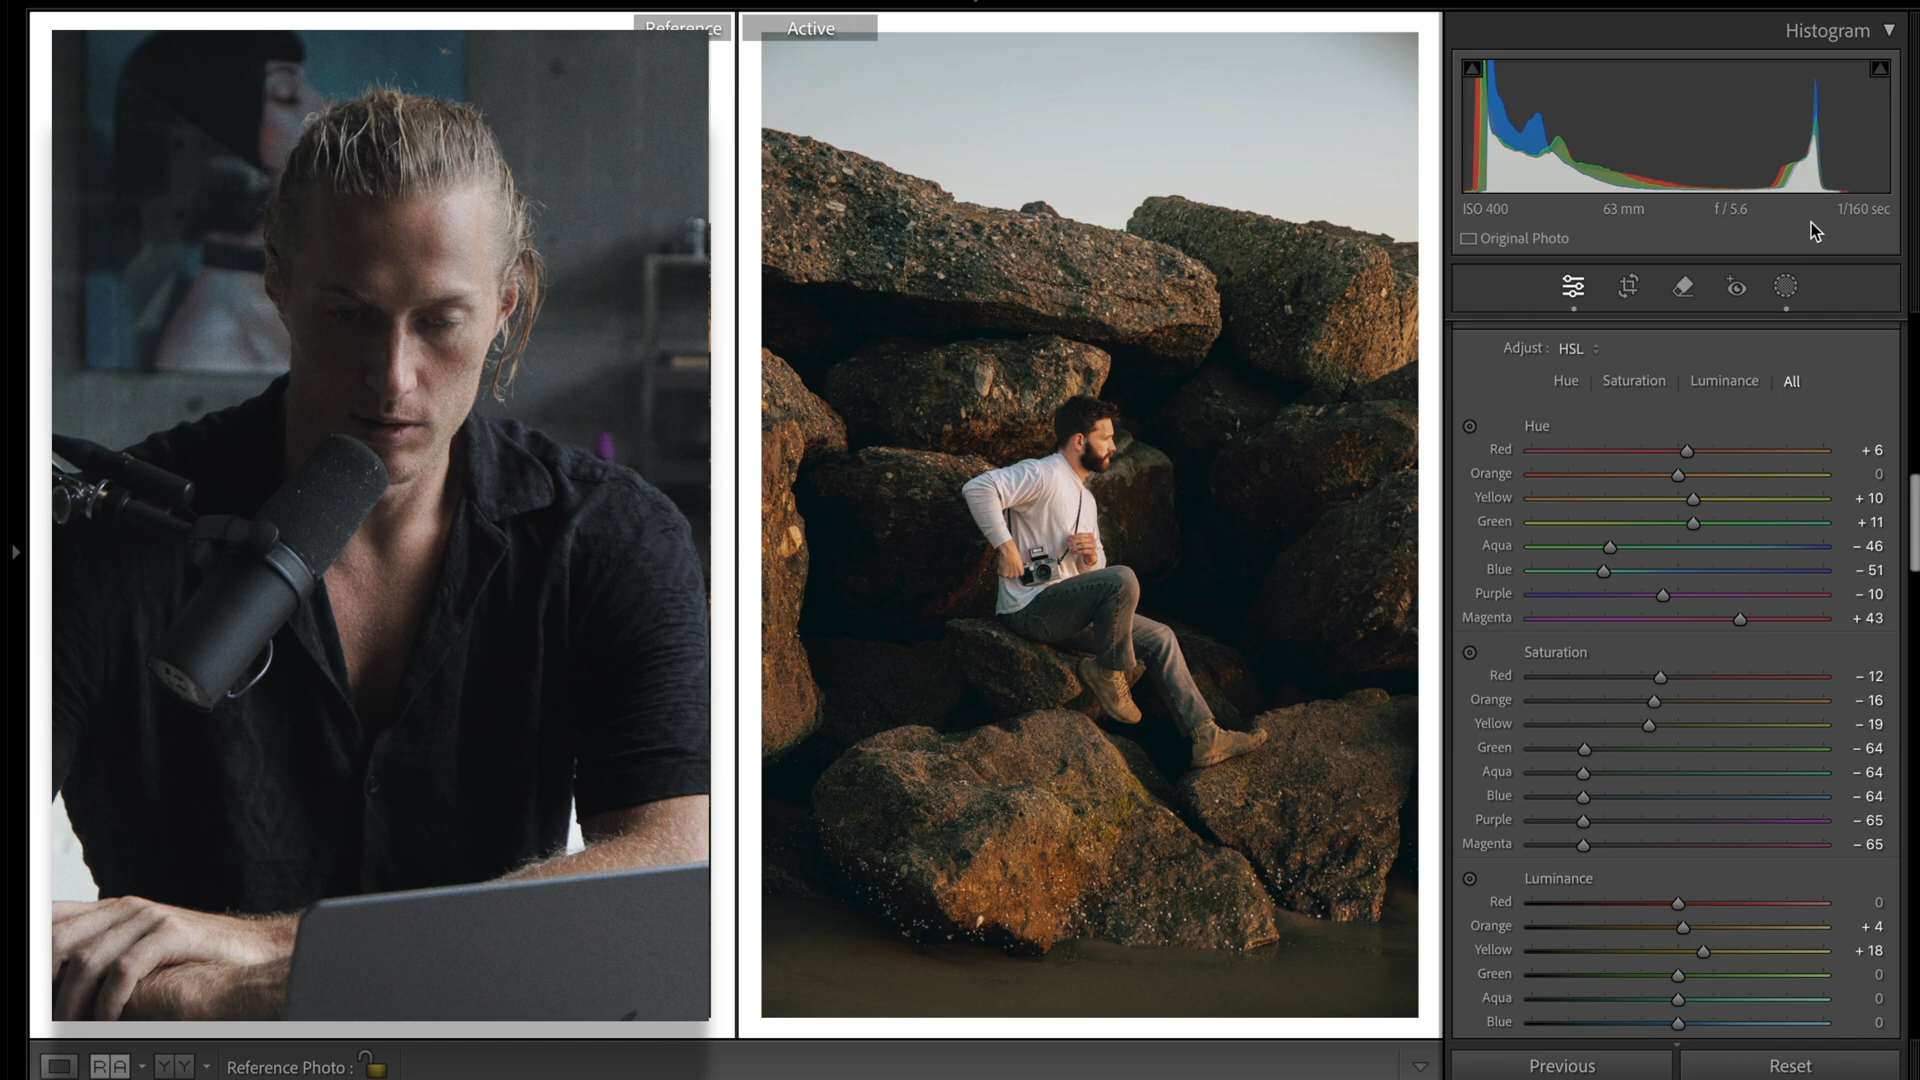 Reference
Active
Histogram
ISO 400 63 mm f / 5.6 1/160 sec
Original Photo
Adjust : HSL
Hue Saturation Luminance All
Hue
Red + 6
Orange 0
Yellow + 10
Green + 11
Aqua − 46
Blue − 51
Purple − 10
Magenta + 43
Saturation
Red − 12
Orange − 16
Yellow − 19
Green − 64
Aqua − 64
Blue − 64
Purple − 65
Magenta − 65
Luminance
Red 0
Orange + 4
Yellow + 18
Green 0
Aqua 0
Blue 0
R A Y Y Reference Photo :
Previous Reset